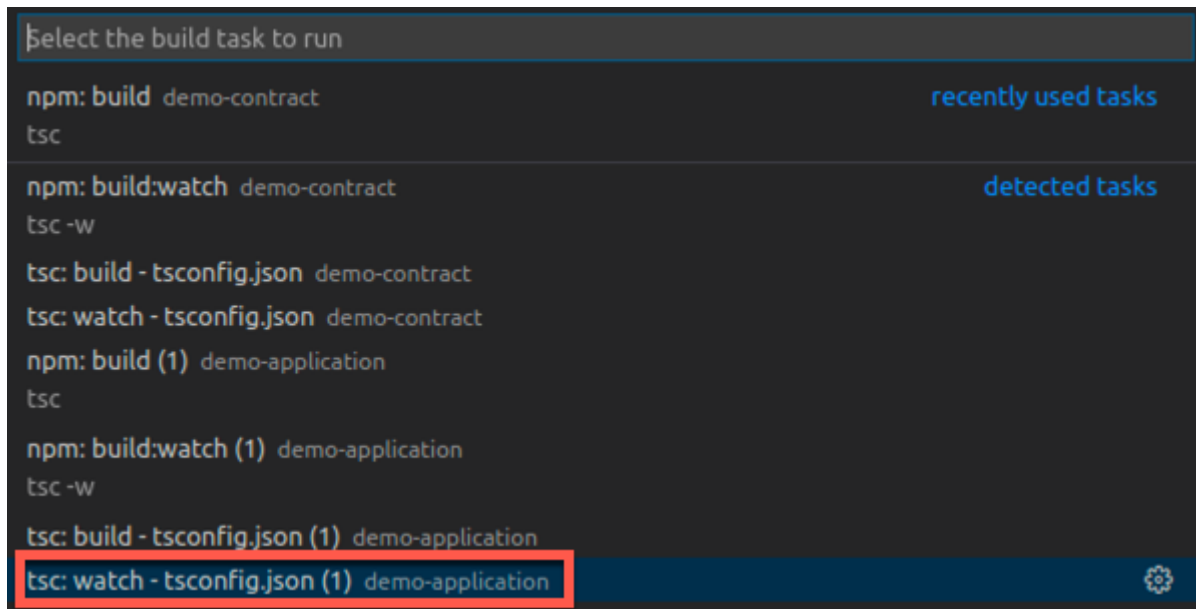 Select the build task to run
npm: build demo-contract recently used tasks
tsc
npm: build:watch demo-contract detected tasks
tsc -w
tsc: build - tsconfig.json demo-contract
tsc: watch - tsconfig.json demo-contract
npm: build (1) demo-application
tsc
npm: build:watch (1) demo-application
tsc -w
tsc: build - tsconfig.json (1) demo-application
tsc: watch - tsconfig.json (1) demo-application